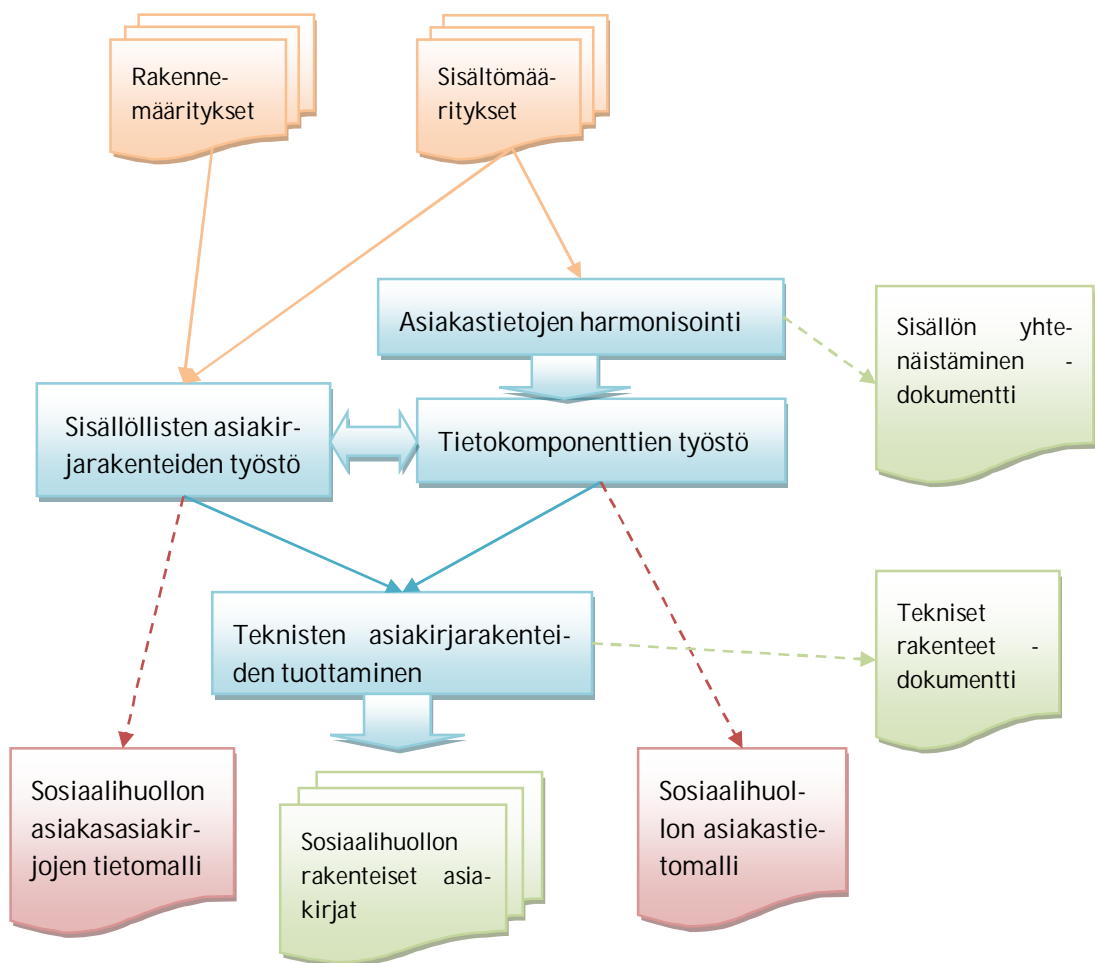 Rakenne-
määritykset
Sisältömää-
ritykset
Asiakastietojen harmonisointi
Sisällön yhte-
näistäminen -
dokumentti
Sisällöllisten asiakir-
jarakenteiden työstö
Tietokomponenttien työstö
Teknisten asiakirjarakentei-
den tuottaminen
Tekniset
rakenteet -
dokumentti
Sosiaalihuollon
asiakasasiakir-
jojen tietomalli
Sosiaalihuollon
rakenteiset asia-
kirjat
Sosiaalihuol-
lon asiakastie-
tomalli